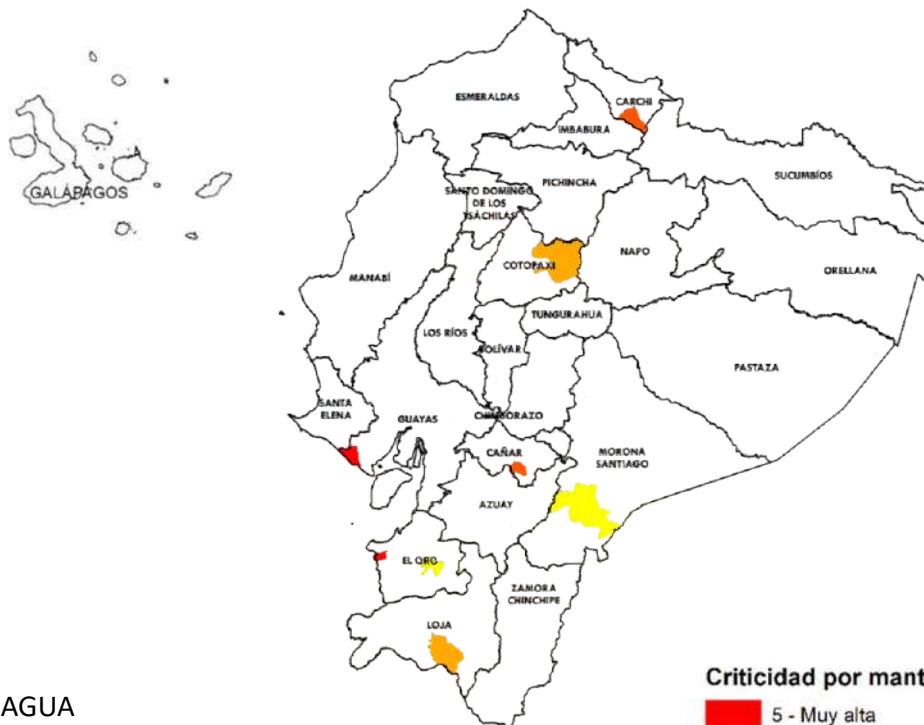 ESMERALDAS
CARCHI
IMBABURA
SUCUMBÍOS
GALÁPAGOS
PICHINCHA
SANTO DOMINGO
DE LOS
TSÁCHILAS
NAPO
ORELLANA
COTOPAXI
MANABÍ
TUNGURAHUA
LOS RÍOS
BOLÍVAR
PASTAZA
SANTA
ELENA
GUAYAS
CHIMBORAZO
CAÑAR
MORONA
SANTIAGO
AZUAY
EL ORO
ZAMORA
CHINCHIPE
LOJA
Criticidad por mant
AGUA
5 - Muy alta